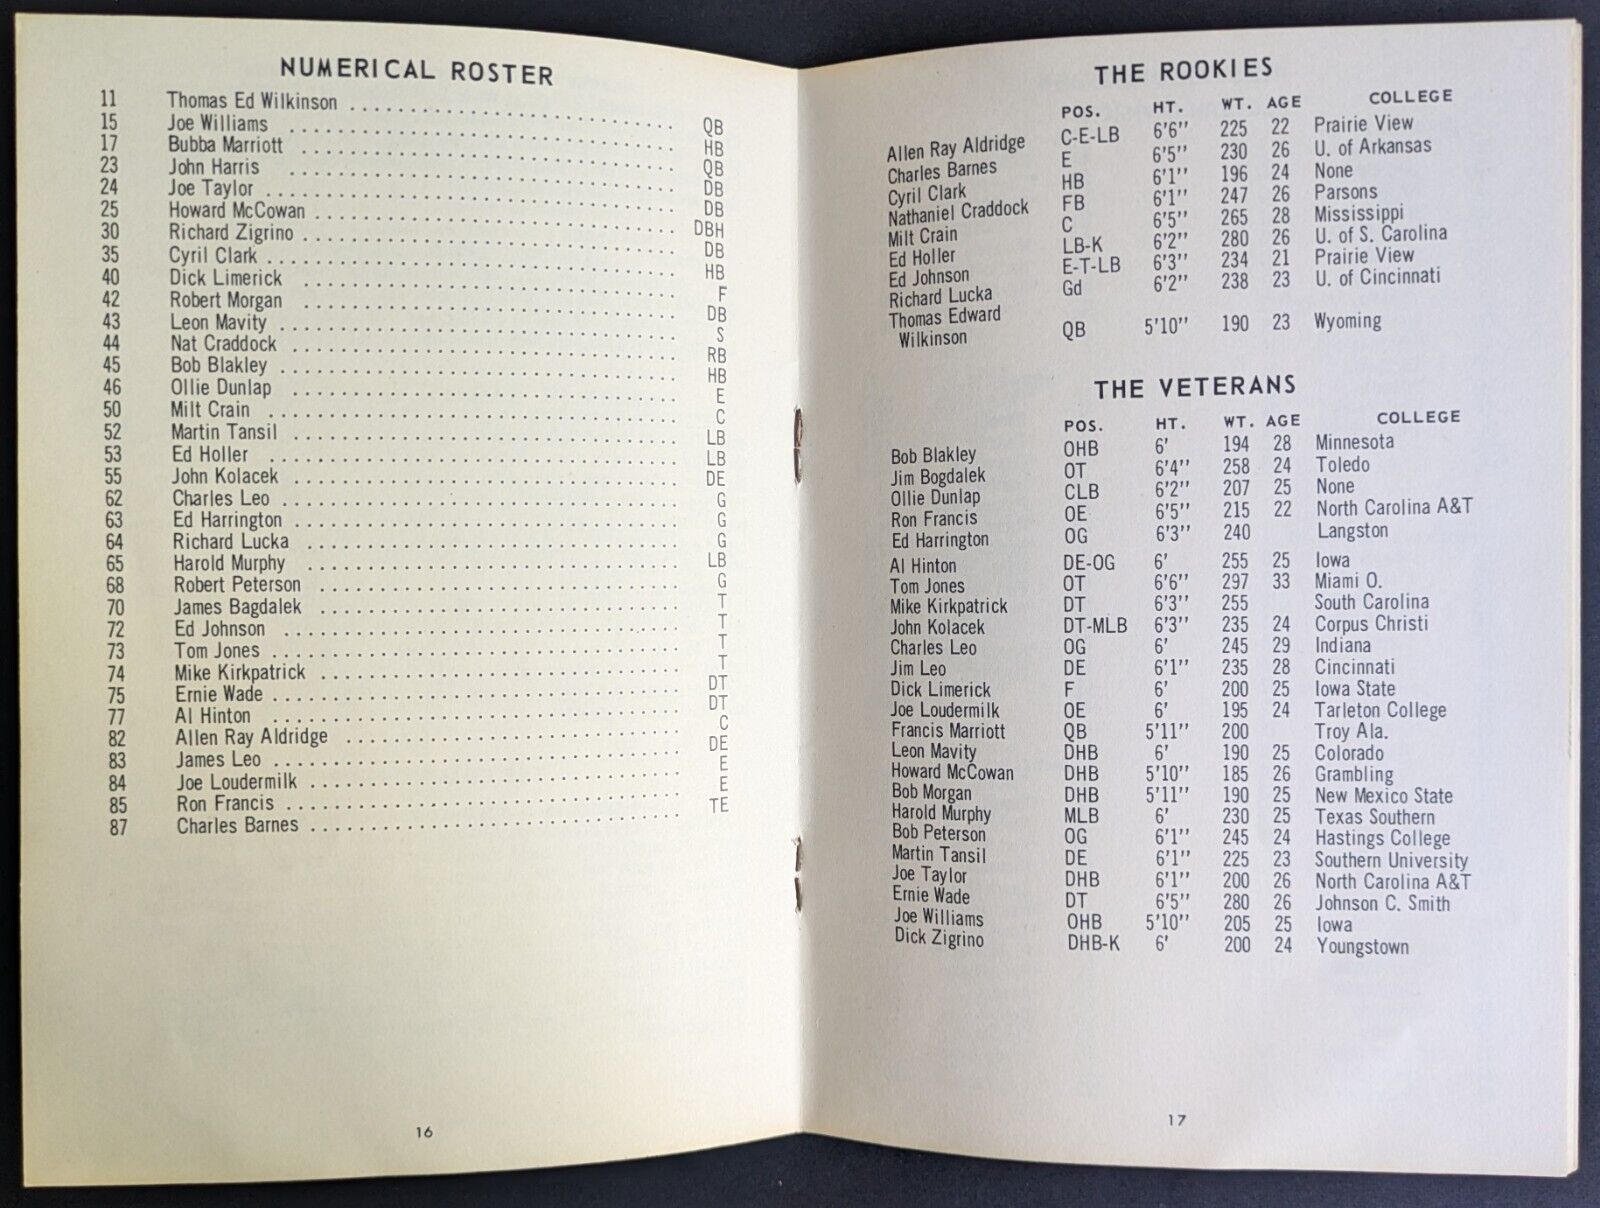 NUMERICAL ROSTER
11 Thomas Ed Wilkinson . . . . . . . . . . . . . . . . . . . . . . . . . . . QB
15 Joe Williams . . . . . . . . . . . . . . . . . . . . . . . . . . . . . . . . HB
17 Bubba Marriott . . . . . . . . . . . . . . . . . . . . . . . . . . . . . . . QB
23 John Harris . . . . . . . . . . . . . . . . . . . . . . . . . . . . . . DB
24 Joe Taylor . . . . . . . . . . . . . . . . . . . . . . . . . . . . . . . . . . DB
25 Howard McCowan . . . . . . . . . . . . . . . . . . . . . . . . . . . . . . DBH
30 Richard Zigrino . . . . . . . . . . . . . . . . . . . . . . . . . . . . . . . DB
35 Cyril Clark . . . . . . . . . . . . . . . . . . . . . . . . . . . . . . . . . . HB
40 Dick Limerick . . . . . . . . . . . . . . . . . . . . . . . . . . . . . . . F
42 Robert Morgan . . . . . . . . . . . . . . . . . . . . . . . . . . . . . . . DB
43 Leon Mavity . . . . . . . . . . . . . . . . . . . . . . . . . . . . . . . . . S
44 Nat Craddock . . . . . . . . . . . . . . . . . . . . . . . . . . . . . . . . RB
45 Bob Blakley . . . . . . . . . . . . . . . . . . . . . . . . . . . . . . . . . HB
46 Ollie Dunlap . . . . . . . . . . . . . . . . . . . . . . . . . . . . . . . . E
50 Milt Crain . . . . . . . . . . . . . . . . . . . . . . . . . . . . . . . . . . C
52 Martin Tansil . . . . . . . . . . . . . . . . . . . . . . . . . . . . . . . . LB
53 Ed Holler . . . . . . . . . . . . . . . . . . . . . . . . . . . . . . . . . . LB
55 John Kolacek . . . . . . . . . . . . . . . . . . . . . . . . . . . . . . . . DE
62 Charles Leo . . . . . . . . . . . . . . . . . . . . . . . . . . . . . . . . . G
63 Ed Harrington . . . . . . . . . . . . . . . . . . . . . . . . . . . . . . . . G
64 Richard Lucka . . . . . . . . . . . . . . . . . . . . . . . . . . . . . . . G
65 Harold Murphy . . . . . . . . . . . . . . . . . . . . . . . . . . . . . . . LB
68 Robert Peterson . . . . . . . . . . . . . . . . . . . . . . . . . . . . . . G
70 James Bagdalek . . . . . . . . . . . . . . . . . . . . . . . . . . . . . . T
72 Ed Johnson . . . . . . . . . . . . . . . . . . . . . . . . . . . . . . . . . T
73 Tom Jones . . . . . . . . . . . . . . . . . . . . . . . . . . . . . . . . . . T
74 Mike Kirkpatrick . . . . . . . . . . . . . . . . . . . . . . . . . . . . . . T
75 Ernie Wade . . . . . . . . . . . . . . . . . . . . . . . . . . . . . . . . . . DT
77 Al Hinton . . . . . . . . . . . . . . . . . . . . . . . . . . . . . . . . . . DT
82 Allen Ray Aldridge . . . . . . . . . . . . . . . . . . . . . . . . . . . . C
83 James Leo . . . . . . . . . . . . . . . . . . . . . . . . . . . . . . . . . . DE
84 Joe Loudermilk . . . . . . . . . . . . . . . . . . . . . . . . . . . . . . . E
85 Ron Francis . . . . . . . . . . . . . . . . . . . . . . . . . . . . . . . . . E
87 Charles Barnes . . . . . . . . . . . . . . . . . . . . . . . . . . . . . . . TE
16
THE ROOKIES
POS. HT. WT. AGE COLLEGE
Allen Ray Aldridge C-E-LB 6'6'' 225 22 Prairie View
Charles Barnes E 6'5'' 230 26 U. of Arkansas
Cyril Clark HB 6'1'' 196 24 None
Nathaniel Craddock FB 6'1'' 247 26 Parsons
Milt Crain C 6'5'' 265 28 Mississippi
Ed Holler LB-K 6'2'' 280 26 U. of S. Carolina
Ed Johnson E-T-LB 6'3'' 234 21 Prairie View
Richard Lucka Gd 6'2'' 238 23 U. of Cincinnati
Thomas Edward
Wilkinson QB 5'10'' 190 23 Wyoming
THE VETERANS
POS. HT. WT. AGE COLLEGE
Bob Blakley OHB 6' 194 28 Minnesota
Jim Bogdalek OT 6'4'' 258 24 Toledo
Ollie Dunlap CLB 6'2'' 207 25 None
Ron Francis OE 6'5'' 215 22 North Carolina A&T
Ed Harrington OG 6'3'' 240 Langston
Al Hinton DE-OG 6' 255 25 Iowa
Tom Jones OT 6'6'' 297 33 Miami O.
Mike Kirkpatrick DT 6'3'' 255 South Carolina
John Kolacek DT-MLB 6'3'' 235 24 Corpus Christi
Charles Leo OG 6' 245 29 Indiana
Jim Leo DE 6'1'' 235 28 Cincinnati
Dick Limerick F 6' 200 25 Iowa State
Joe Loudermilk OE 6' 195 24 Tarleton College
Francis Marriott QB 5'11'' 200 Troy Ala.
Leon Mavity DHB 6' 190 25 Colorado
Howard McCowan DHB 5'10'' 185 26 Grambling
Bob Morgan DHB 5'11'' 190 25 New Mexico State
Harold Murphy MLB 6' 230 25 Texas Southern
Bob Peterson OG 6'1'' 245 24 Hastings College
Martin Tansil DE 6'1'' 225 23 Southern University
Joe Taylor DHB 6'1'' 200 26 North Carolina A&T
Ernie Wade DT 6'5'' 280 26 Johnson C. Smith
Joe Williams OHB 5'10'' 205 25 Iowa
Dick Zigrino DHB-K 6' 200 24 Youngstown
17